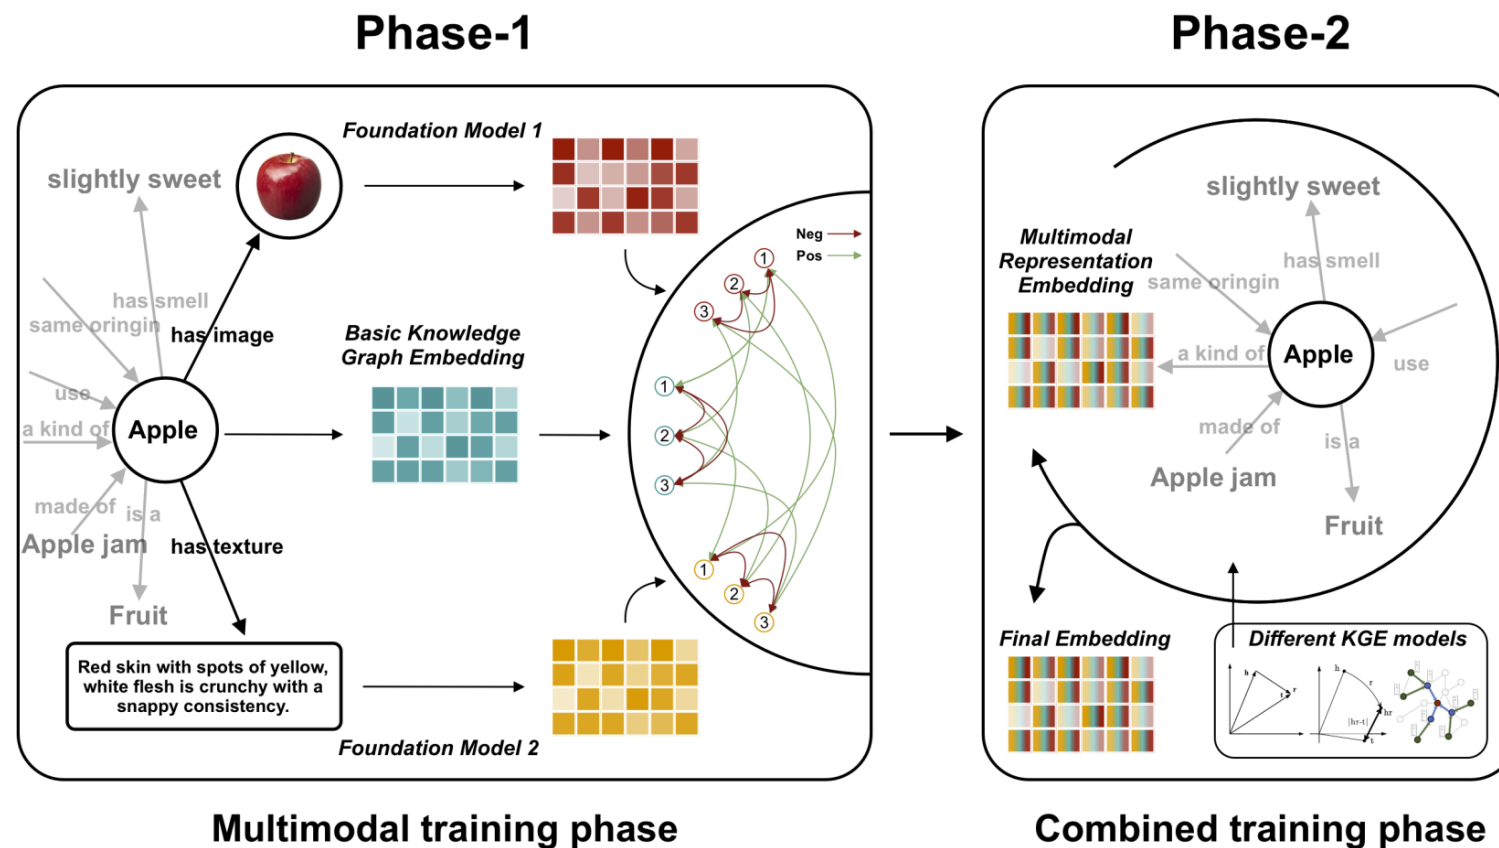 Phase-1
Phase-2
Foundation Model 1
slightly sweet
has smell
same oringin
has image
use
a kind of
Apple
made of
is a
Apple jam
has texture
Fruit
Red skin with spots of yellow,
white flesh is crunchy with a
snappy consistency.
Basic Knowledge
Graph Embedding
Foundation Model 2
Neg
Pos
1
2
3
1
2
3
1
2
3
Multimodal
Representation
Embedding
slightly sweet
has smell
same oringin
a kind of
Apple
use
made of
is a
Apple jam
Fruit
Final Embedding
Different KGE models
h
t
r
h
r
hr
|hr-t|
t
Multimodal training phase
Combined training phase